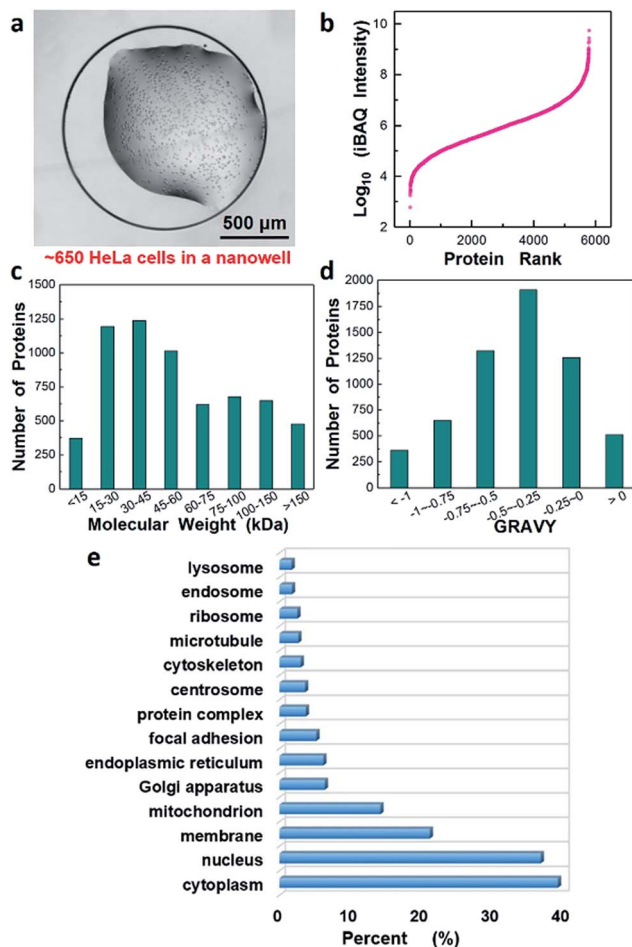 a
500 µm
~650 HeLa cells in a nanowell
b
Log10 (iBAQ Intensity)
10
8
6
4
2
0
2000
4000
6000
Protein Rank
c
Number of Proteins
1500
1250
1000
750
500
250
0
<15
15-30
30-45
45-60
60-75
75-100
100-150
>150
Molecular Weight (kDa)
d
Number of Proteins
2000
1750
1500
1250
1000
750
500
250
0
< -1
-1~-0.75
-0.75~-0.5
-0.5~-0.25
-0.25~0
> 0
GRAVY
e
lysosome
endosome
ribosome
microtubule
cytoskeleton
centrosome
protein complex
focal adhesion
endoplasmic reticulum
Golgi apparatus
mitochondrion
membrane
nucleus
cytoplasm
0 10 20 30 40
Percent (%)